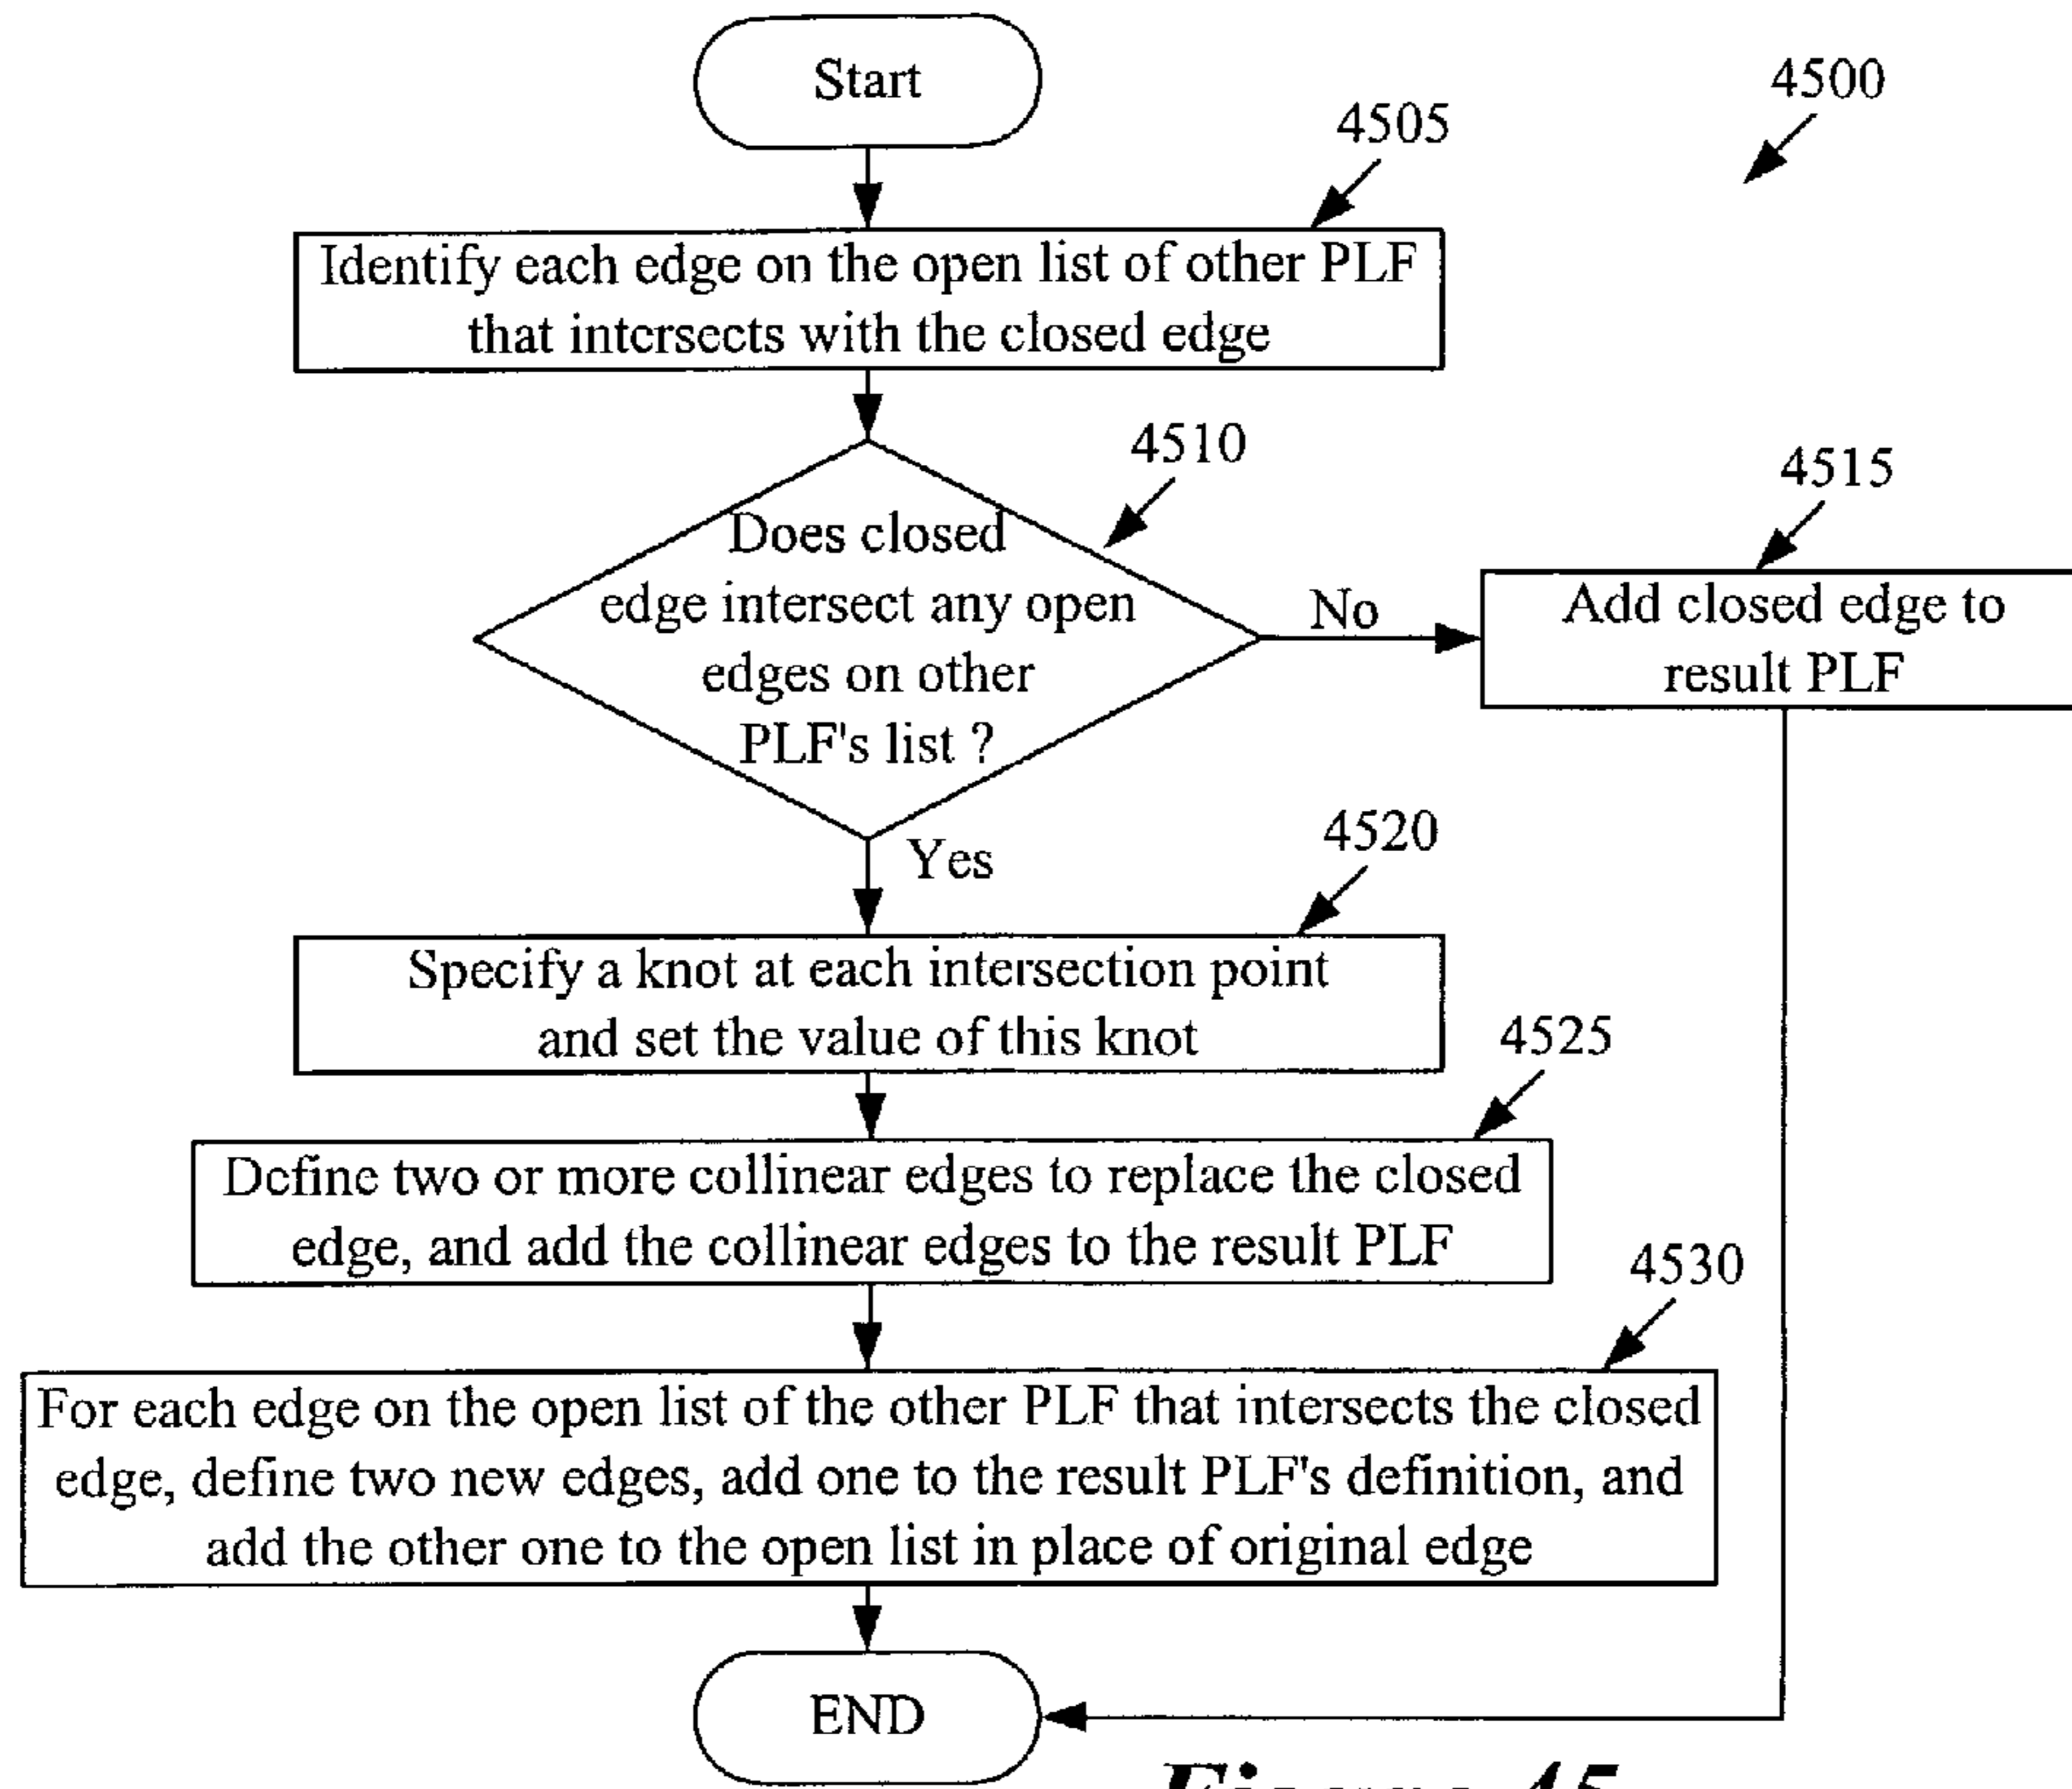 Start
4500
4505
Identify each edge on the open list of other PLF
that intersects with the closed edge
4510
Does closed
edge intersect any open
edges on other
PLF's list ?
No
4515
Add closed edge to
result PLF
Yes
4520
Specify a knot at each intersection point
and set the value of this knot
4525
Define two or more collinear edges to replace the closed
edge, and add the collinear edges to the result PLF
4530
For each edge on the open list of the other PLF that intersects the closed
edge, define two new edges, add one to the result PLF's definition, and
add the other one to the open list in place of original edge
END
Figure 45